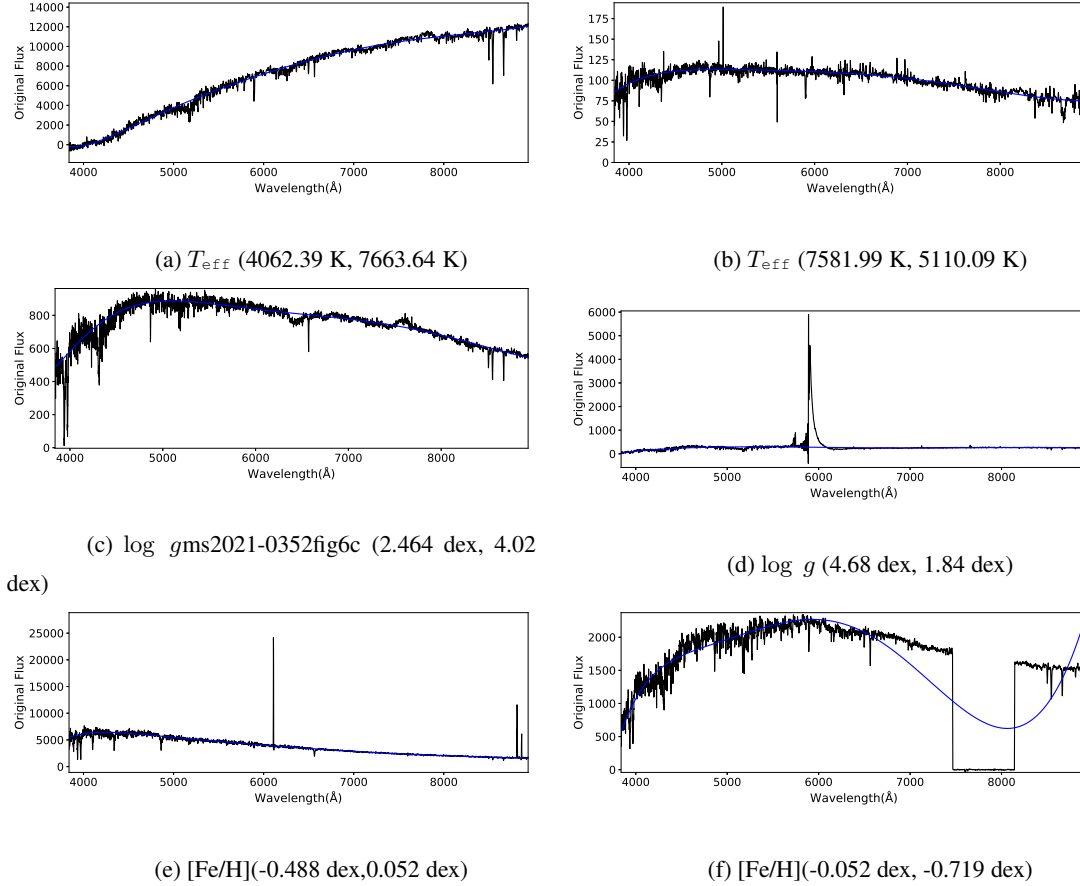 14000
12000
10000
8000
6000
4000
2000
0
Original Flux
4000 5000 6000 7000 8000
Wavelength(Å)
(a) T_eff (4062.39 K, 7663.64 K)
175
150
125
100
75
50
25
0
Original Flux
4000 5000 6000 7000 8000
Wavelength(Å)
(b) T_eff (7581.99 K, 5110.09 K)
800
600
400
200
0
Original Flux
4000 5000 6000 7000 8000
Wavelength(Å)
(c) log gms2021-0352fig6c (2.464 dex, 4.02
dex)
6000
5000
4000
3000
2000
1000
0
Original Flux
4000 5000 6000 7000 8000
Wavelength(Å)
(d) log g (4.68 dex, 1.84 dex)
25000
20000
15000
10000
5000
0
Original Flux
4000 5000 6000 7000 8000
Wavelength(Å)
(e) [Fe/H](-0.488 dex,0.052 dex)
2000
1500
1000
500
0
Original Flux
4000 5000 6000 7000 8000
Wavelength(Å)
(f) [Fe/H](-0.052 dex, -0.719 dex)